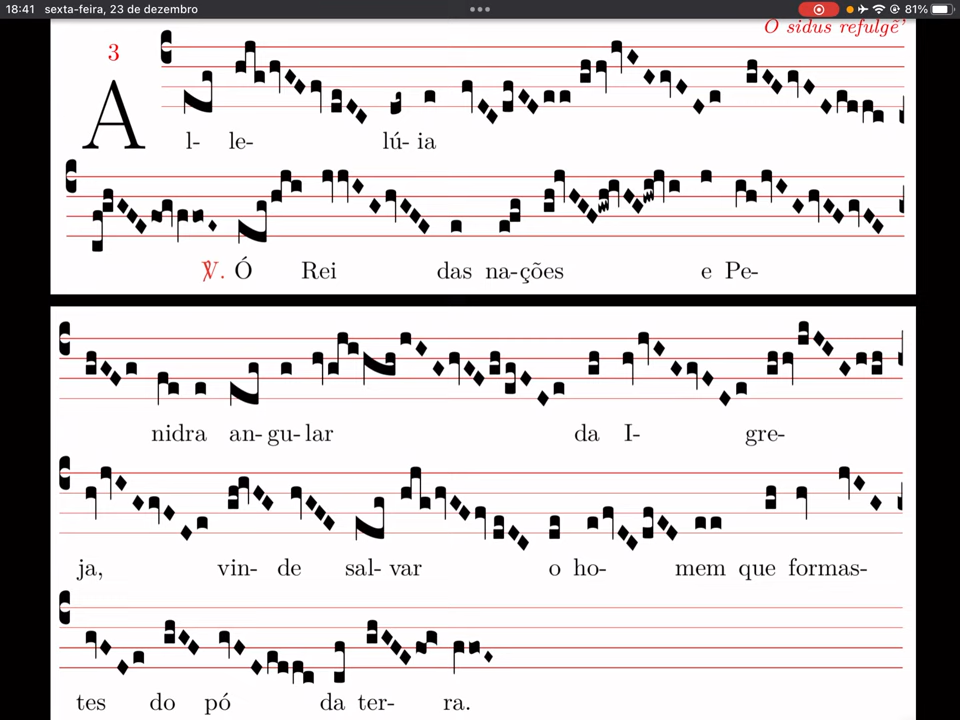 18:41 sexta-feira, 23 de dezembro 81%
O sidus refulgẽ'
3
Al- le- lú- ia
℣. Ó Rei das na-ções e Pe-
nidra an- gu- lar da I- gre-
ja, vin- de sal- var o ho- mem que formas-
tes do pó da ter- ra.